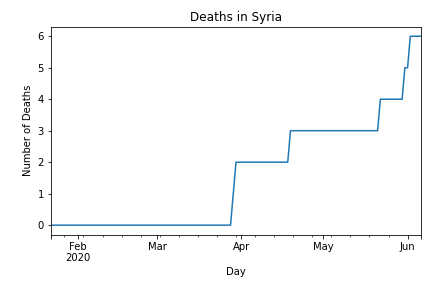 Deaths in Syria
6
5
4
3
2
1
0
Number of Deaths
Feb
2020
Mar
Apr
May
Jun
Day